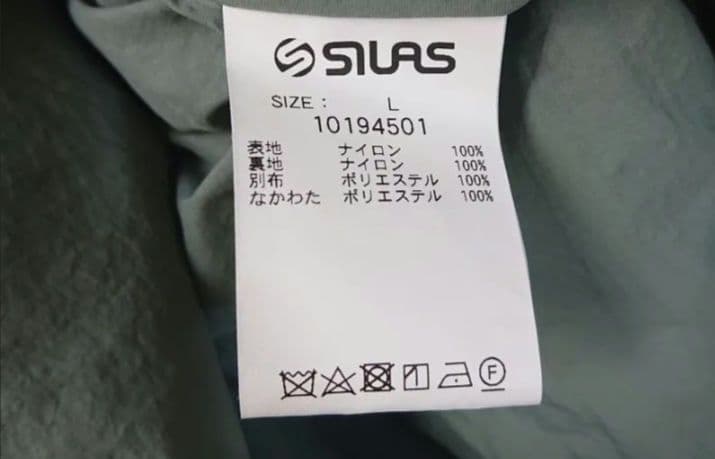 SILAS
SIZE : L
10194501
表地 ナイロン 100%
裏地 ナイロン 100%
別布 ポリエステル 100%
なかわた ポリエステル 100%
F